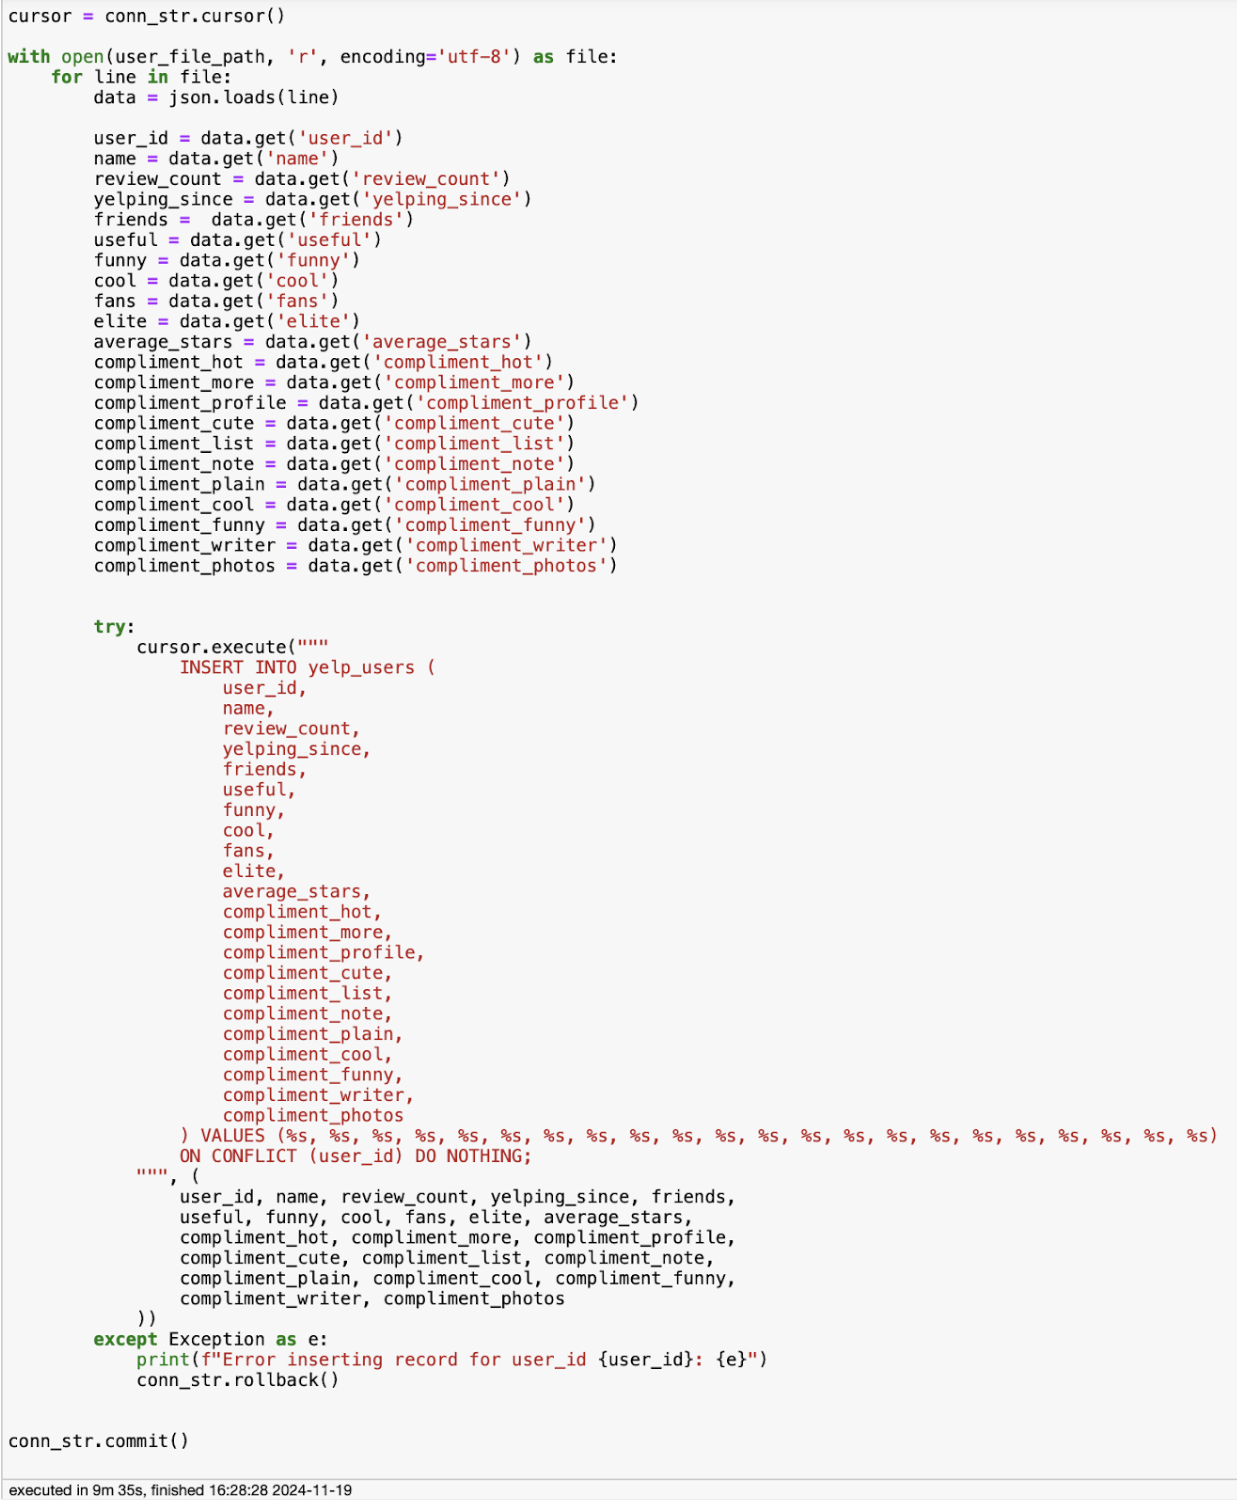 cursor = conn_str.cursor()
with open(user_file_path, 'r', encoding='utf-8') as file:
for line in file:
data = json.loads(line)
user_id = data.get('user_id')
name = data.get('name')
review_count = data.get('review_count')
yelping_since = data.get('yelping_since')
friends =  data.get('friends')
useful = data.get('useful')
funny = data.get('funny')
cool = data.get('cool')
fans = data.get('fans')
elite = data.get('elite')
average_stars = data.get('average_stars')
compliment_hot = data.get('compliment_hot')
compliment_more = data.get('compliment_more')
compliment_profile = data.get('compliment_profile')
compliment_cute = data.get('compliment_cute')
compliment_list = data.get('compliment_list')
compliment_note = data.get('compliment_note')
compliment_plain = data.get('compliment_plain')
compliment_cool = data.get('compliment_cool')
compliment_funny = data.get('compliment_funny')
compliment_writer = data.get('compliment_writer')
compliment_photos = data.get('compliment_photos')
try:
cursor.execute("""
INSERT INTO yelp_users (
user_id,
name,
review_count,
yelping_since,
friends,
useful,
funny,
cool,
fans,
elite,
average_stars,
compliment_hot,
compliment_more,
compliment_profile,
compliment_cute,
compliment_list,
compliment_note,
compliment_plain,
compliment_cool,
compliment_funny,
compliment_writer,
compliment_photos
) VALUES (%s, %s, %s, %s, %s, %s, %s, %s, %s, %s, %s, %s, %s, %s, %s, %s, %s, %s, %s, %s, %s, %s)
ON CONFLICT (user_id) DO NOTHING;
""", (
user_id, name, review_count, yelping_since, friends,
useful, funny, cool, fans, elite, average_stars,
compliment_hot, compliment_more, compliment_profile,
compliment_cute, compliment_list, compliment_note,
compliment_plain, compliment_cool, compliment_funny,
compliment_writer, compliment_photos
))
except Exception as e:
print(f"Error inserting record for user_id {user_id}: {e}")
conn_str.rollback()
conn_str.commit()
executed in 9m 35s, finished 16:28:28 2024-11-19